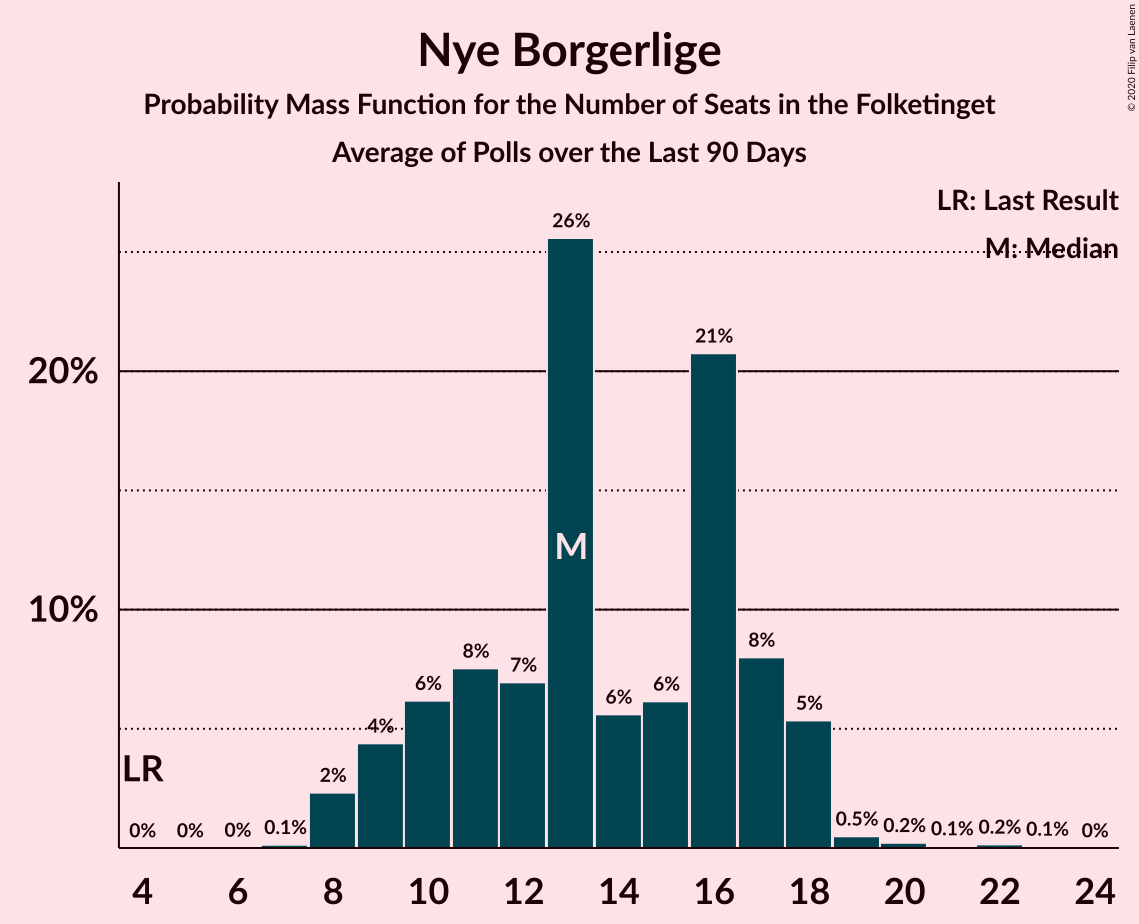 Nye Borgerlige
Probability Mass Function for the Number of Seats in the Folketinget
Average of Polls over the Last 90 Days
© 2020 Filip van Laenen
LR: Last Result
M: Median
26%
21%
20%
M
10%
8%
8%
7%
6%
6%
6%
5%
4%
LR
2%
0% 0% 0% 0.1% 0.5% 0.2% 0.1% 0.2% 0.1% 0%
4 6 8 10 12 14 16 18 20 22 24